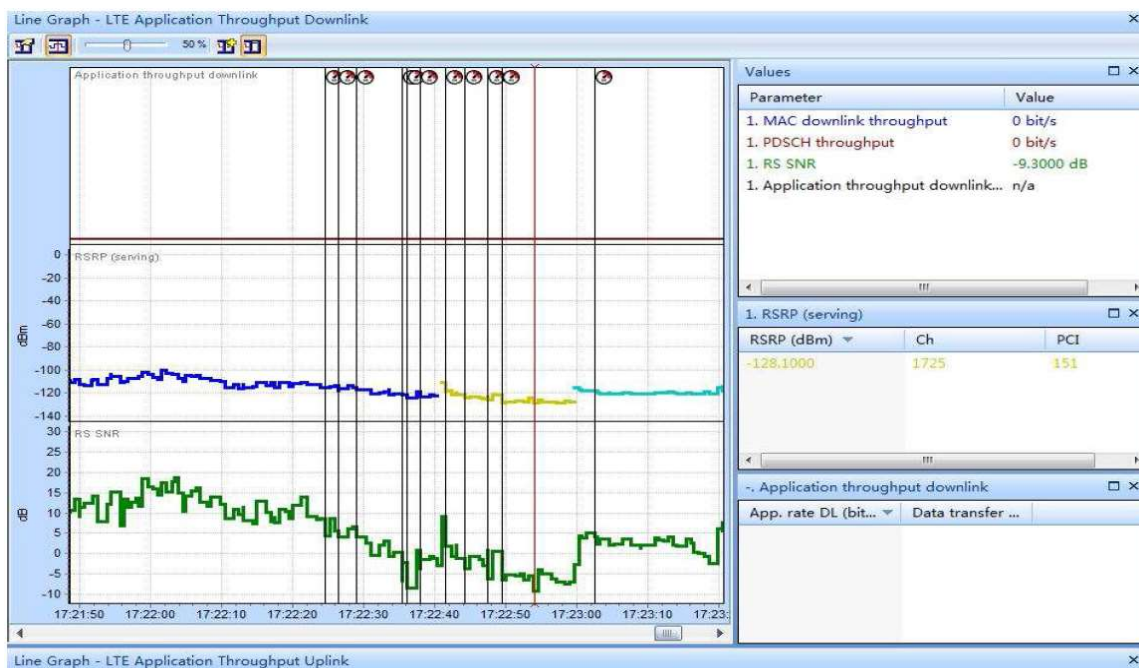 Line Graph - LTE Application Throughput Downlink
50 %
Application throughput downlink
0
-20
-40
-60
-80
-100
-120
-140
dBm
RSRP (serving)
30
25
20
15
10
5
0
-5
-10
dB
RS SNR
17:21:50 17:22:00 17:22:10 17:22:20 17:22:30 17:22:40 17:22:50 17:23:00 17:23:10 17:23:
Values
Parameter Value
1. MAC downlink throughput 0 bit/s
1. PDSCH throughput 0 bit/s
1. RS SNR -9.3000 dB
1. Application throughput downlink... n/a
1. RSRP (serving)
RSRP (dBm) Ch PCI
-128.1000 1725 151
-. Application throughput downlink
App. rate DL (bit... Data transfer ...
Line Graph - LTE Application Throughput Uplink